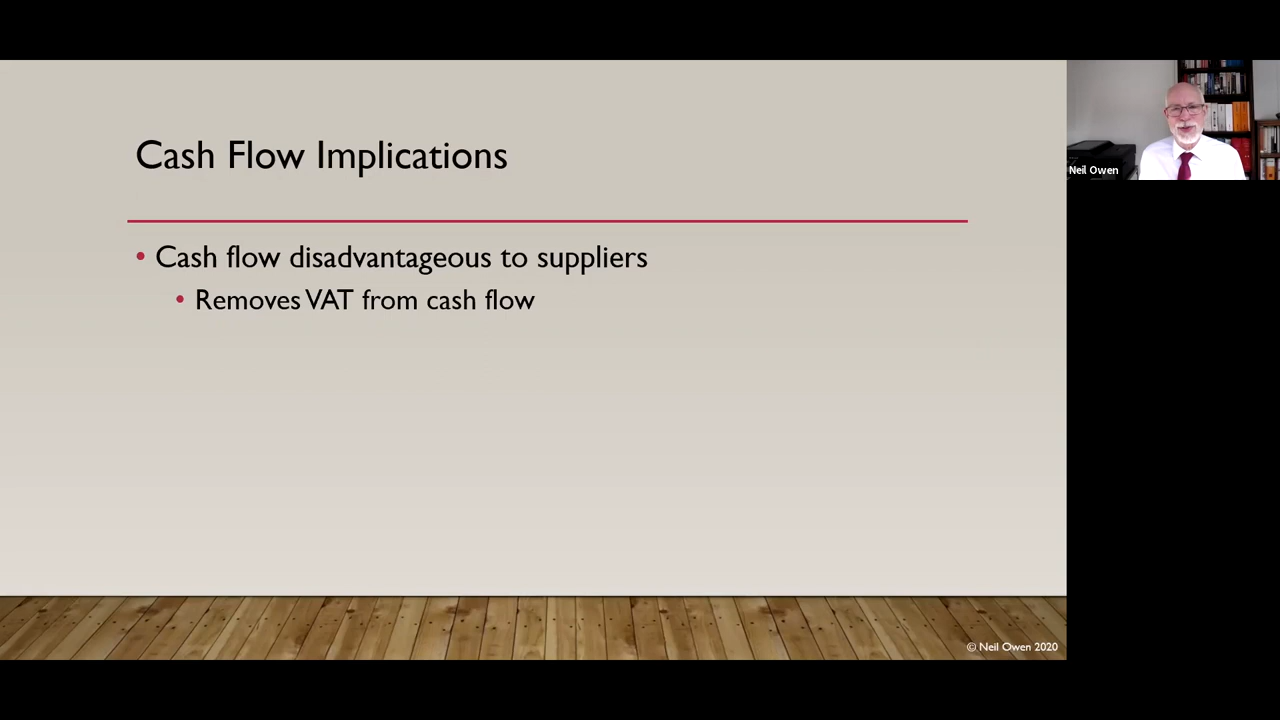 Cash Flow Implications
• Cash flow disadvantageous to suppliers
• Removes VAT from cash flow
Neil Owen
© Neil Owen 2020